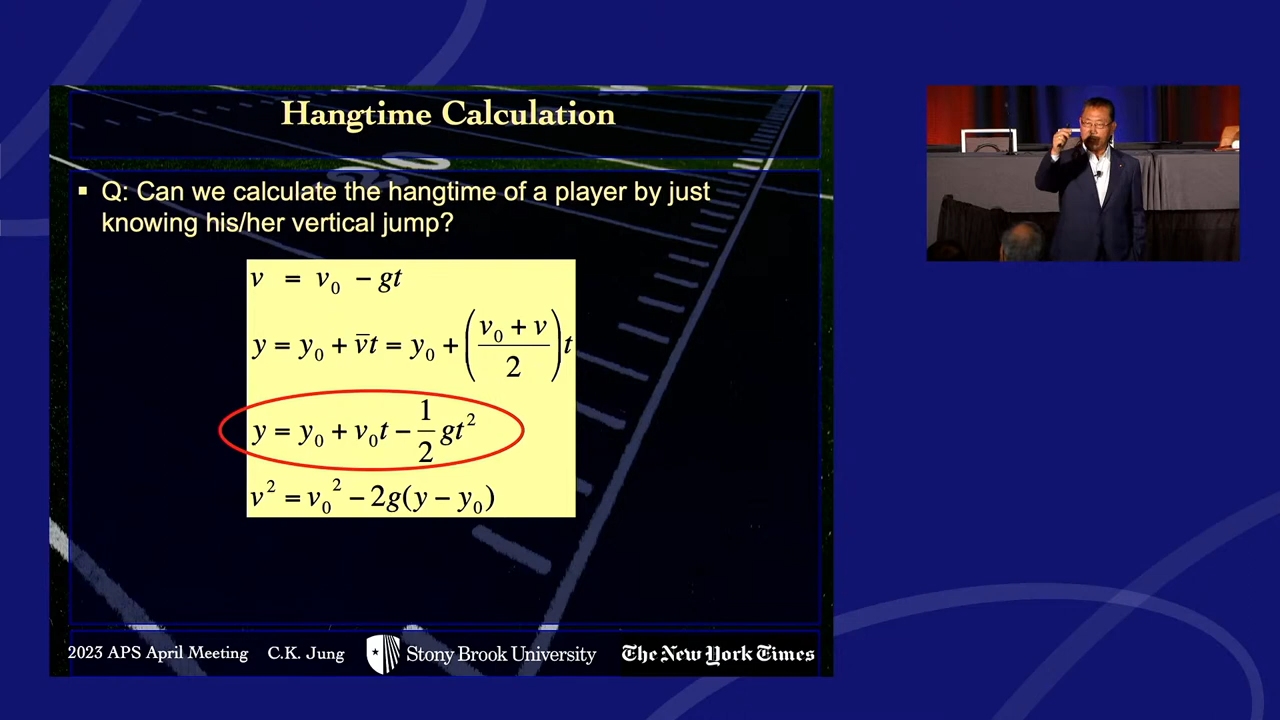 Hangtime Calculation
▪ Q: Can we calculate the hangtime of a player by just
knowing his/her vertical jump?
v = v₀ − gt
y = y₀ + v̄t = y₀ + ((v₀ + v)/2)t
y = y₀ + v₀t − (1/2)gt²
v² = v₀² − 2g(y − y₀)
2023 APS April Meeting C.K. Jung Stony Brook University The New York Times